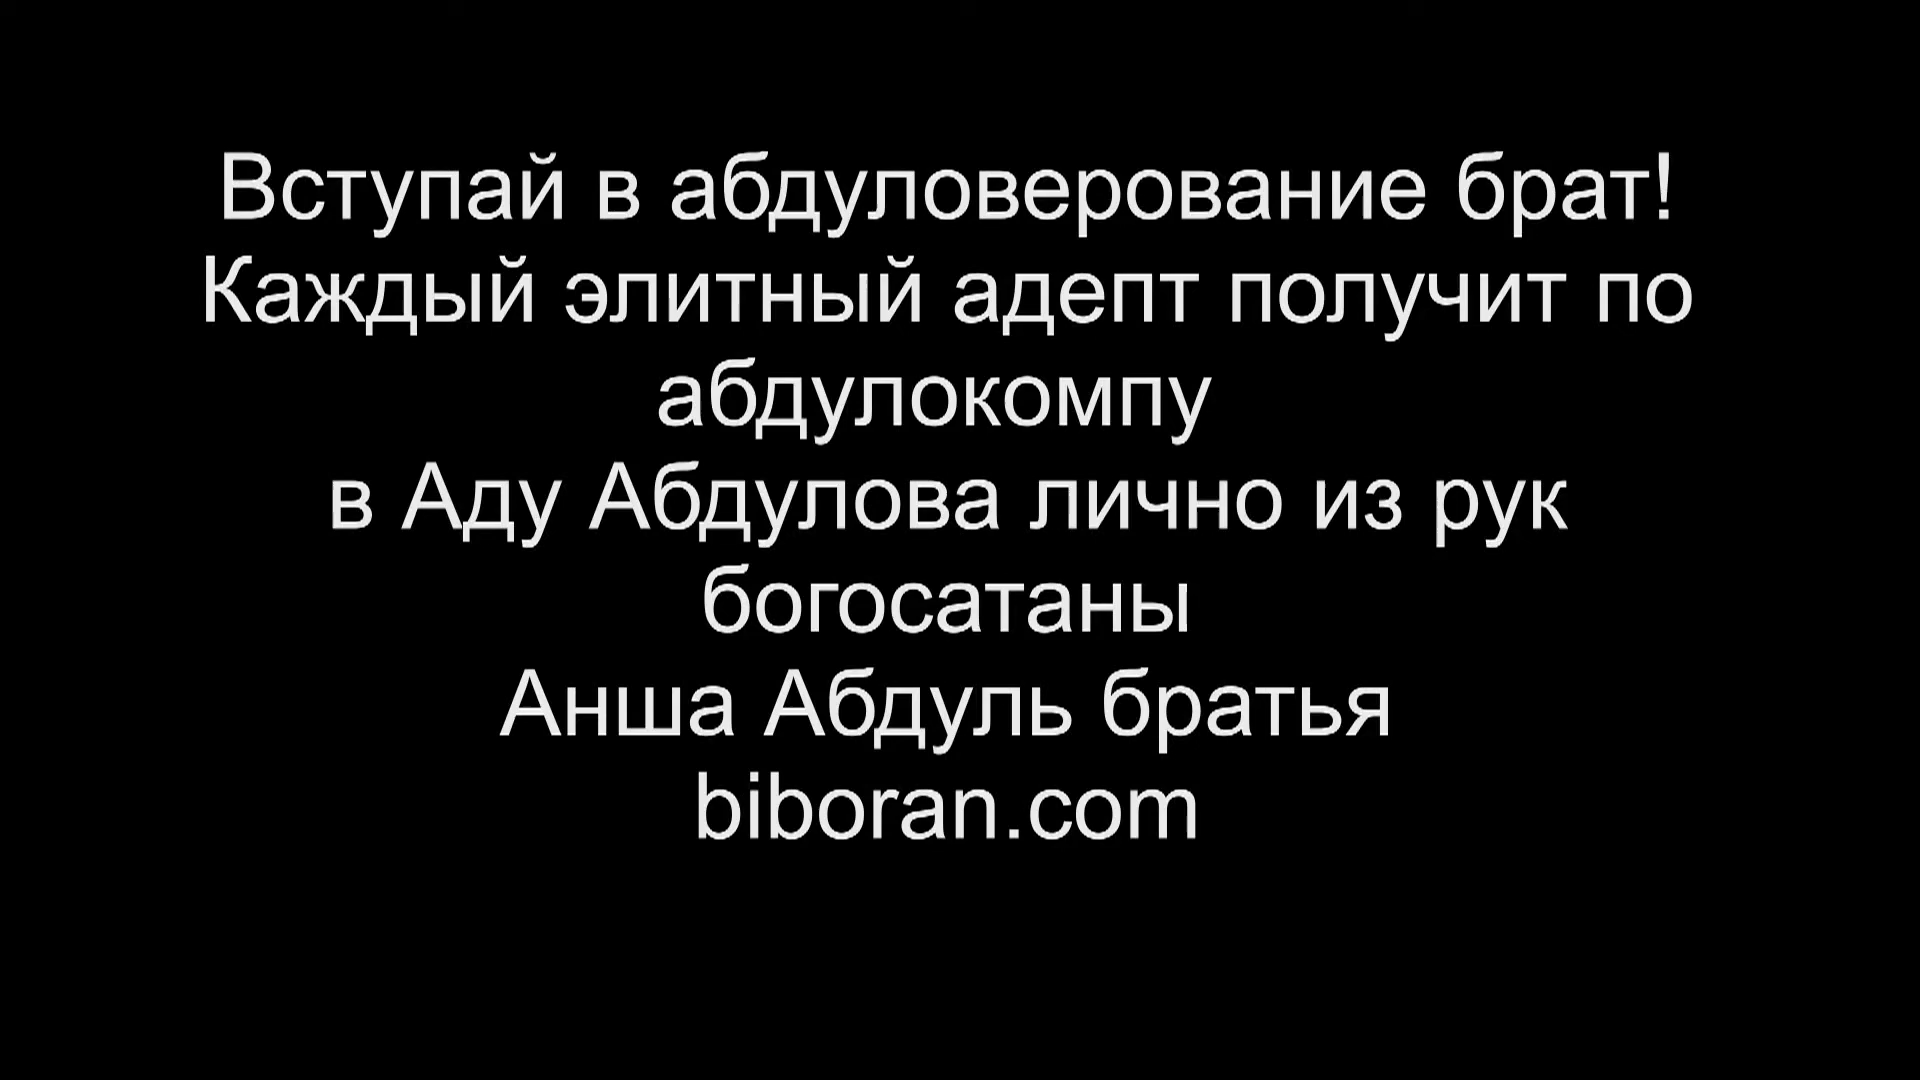 Вступай в абдуловерование брат!
Каждый элитный адепт получит по
абдулокомпу
в Аду Абдулова лично из рук
богосатаны
Анша Абдуль братья
biboran.com